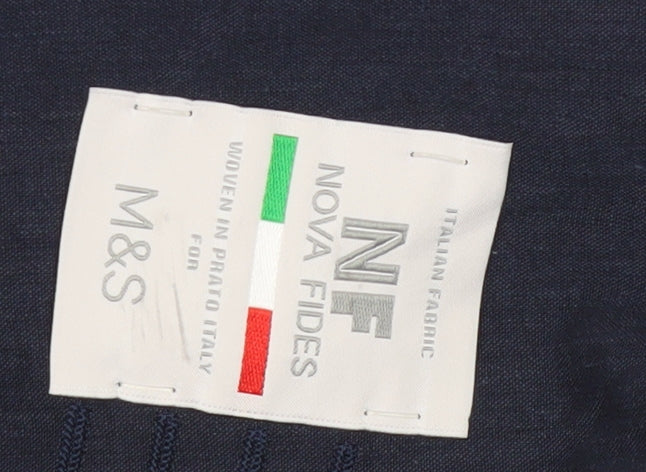 ITALIAN FABRIC
NF
NOVA FIDES
WOVEN IN PRATO ITALY
FOR
M&S